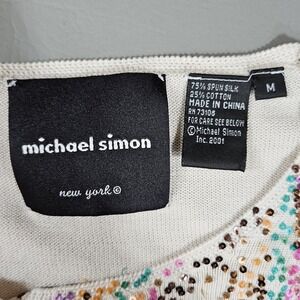 michael simon
new york©
75% SPUN SILK
25% COTTON
MADE IN CHINA
RN 73106
FOR CARE SEE BELOW
©Michael Simon
Inc. 2001
M